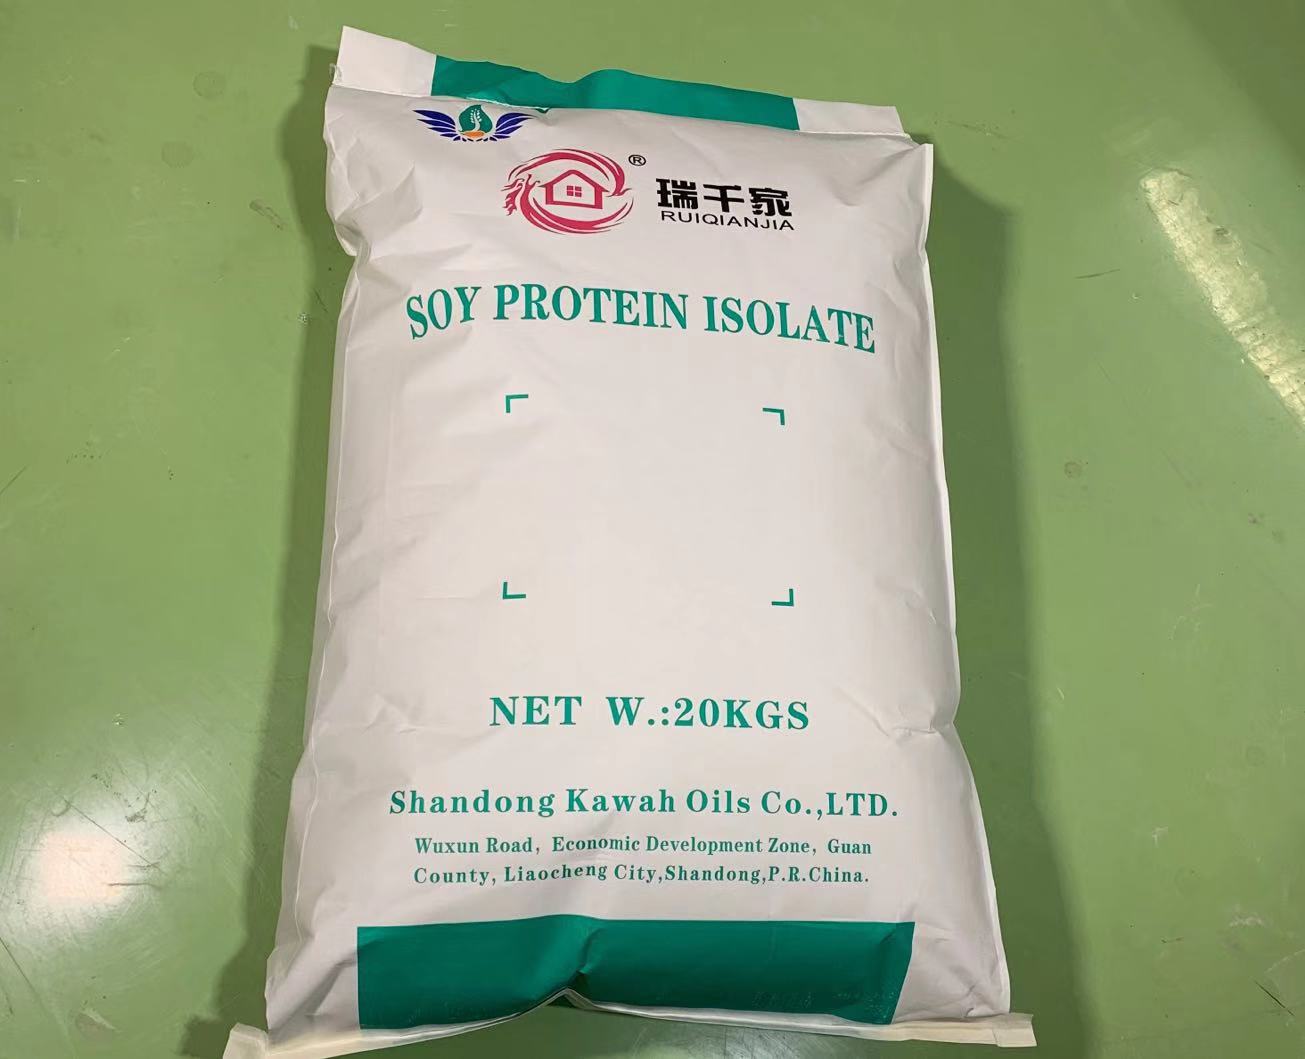 ®
瑞千家
RUIQIANJIA
SOY PROTEIN ISOLATE
NET W.:20KGS
Shandong Kawah Oils Co.,LTD.
Wuxun Road, Economic Development Zone, Guan
County, Liaocheng City,Shandong,P.R.China.